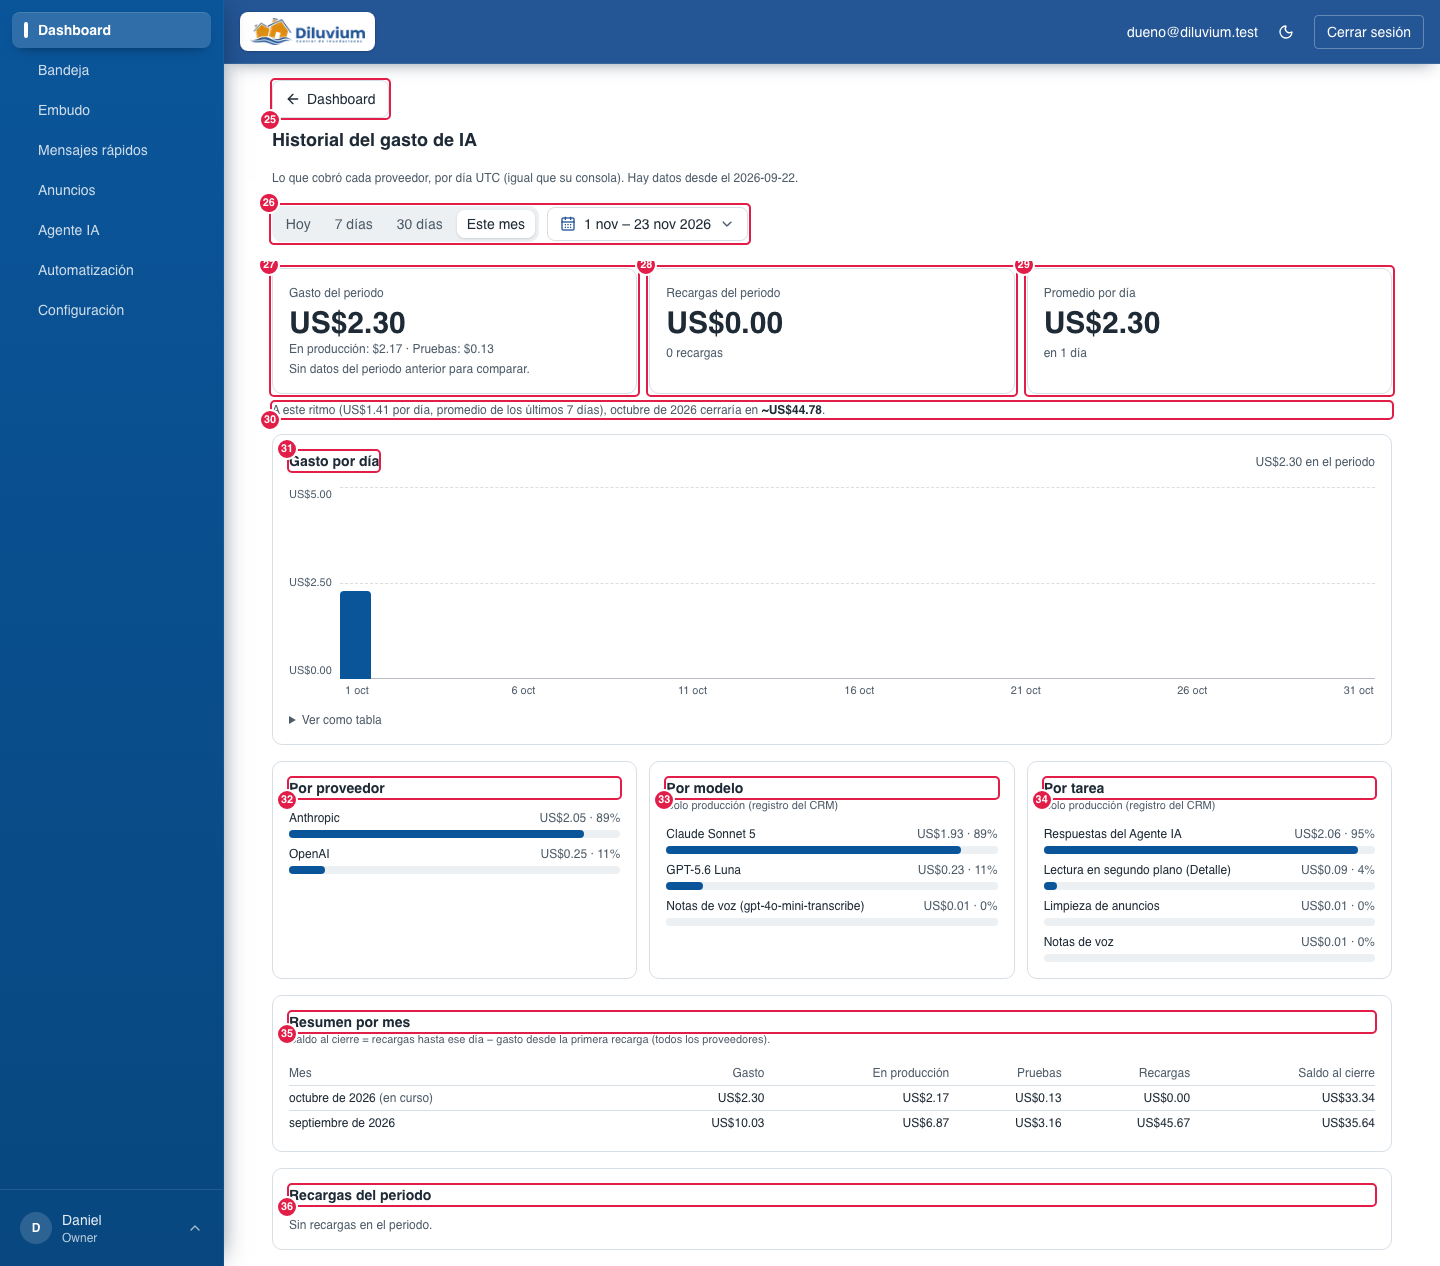 Dashboard
Bandeja
Embudo
Mensajes rápidos
Anuncios
Agente IA
Automatización
Configuración
D
Daniel
Owner
Diluvium
dueno@diluvium.test
Cerrar sesión
Dashboard
25
Historial del gasto de IA
Lo que cobró cada proveedor, por día UTC (igual que su consola). Hay datos desde el 2026-09-22.
26
Hoy 7 días 30 días Este mes 1 nov – 23 nov 2026
27
Gasto del periodo
US$2.30
En producción: $2.17 · Pruebas: $0.13
Sin datos del periodo anterior para comparar.
28
Recargas del periodo
US$0.00
0 recargas
29
Promedio por día
US$2.30
en 1 día
30
A este ritmo (US$1.41 por día, promedio de los últimos 7 días), octubre de 2026 cerraría en ~US$44.78.
31
Gasto por día
US$2.30 en el periodo
US$5.00
US$2.50
US$0.00
1 oct 6 oct 11 oct 16 oct 21 oct 26 oct 31 oct
Ver como tabla
32
Por proveedor
Anthropic US$2.05 · 89%
OpenAI US$0.25 · 11%
33
Por modelo
Solo producción (registro del CRM)
Claude Sonnet 5 US$1.93 · 89%
GPT-5.6 Luna US$0.23 · 11%
Notas de voz (gpt-4o-mini-transcribe) US$0.01 · 0%
34
Por tarea
Solo producción (registro del CRM)
Respuestas del Agente IA US$2.06 · 95%
Lectura en segundo plano (Detalle) US$0.09 · 4%
Limpieza de anuncios US$0.01 · 0%
Notas de voz US$0.01 · 0%
35
Resumen por mes
Saldo al cierre = recargas hasta ese día – gasto desde la primera recarga (todos los proveedores).
Mes Gasto En producción Pruebas Recargas Saldo al cierre
octubre de 2026 (en curso) US$2.30 US$2.17 US$0.13 US$0.00 US$33.34
septiembre de 2026 US$10.03 US$6.87 US$3.16 US$45.67 US$35.64
36
Recargas del periodo
Sin recargas en el periodo.